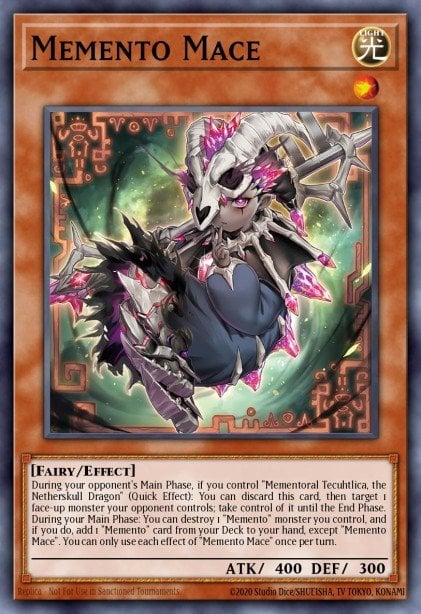 Memento Mace
LIGHT
光
[Fairy/Effect]
During your opponent's Main Phase, if you control "Mementoral Tecuhtlica, the
Netherskull Dragon" (Quick Effect): You can discard this card, then target 1
face-up monster your opponent controls; take control of it until the End Phase.
During your Main Phase: You can destroy 1 "Memento" monster you control, and
if you do, add 1 "Memento" card from your Deck to your hand, except "Memento
Mace". You can only use each effect of "Memento Mace" once per turn.
ATK/ 400 DEF/ 300
Replica - Not For Use in Sanctioned Tournaments
©2020 Studio Dice/SHUEISHA, TV TOKYO, KONAMI